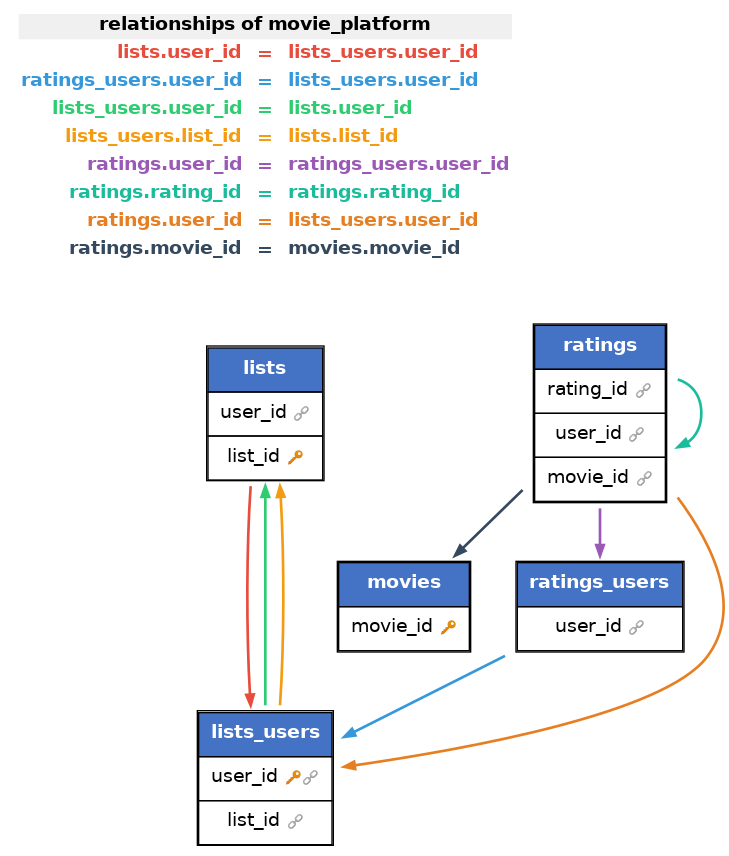 relationships of movie_platform
lists.user_id = lists_users.user_id
ratings_users.user_id = lists_users.user_id
lists_users.user_id = lists.user_id
lists_users.list_id = lists.list_id
ratings.user_id = ratings_users.user_id
ratings.rating_id = ratings.rating_id
ratings.user_id = lists_users.user_id
ratings.movie_id = movies.movie_id
ratings
rating_id
user_id
movie_id
lists
user_id
list_id
movies
movie_id
ratings_users
user_id
lists_users
user_id
list_id